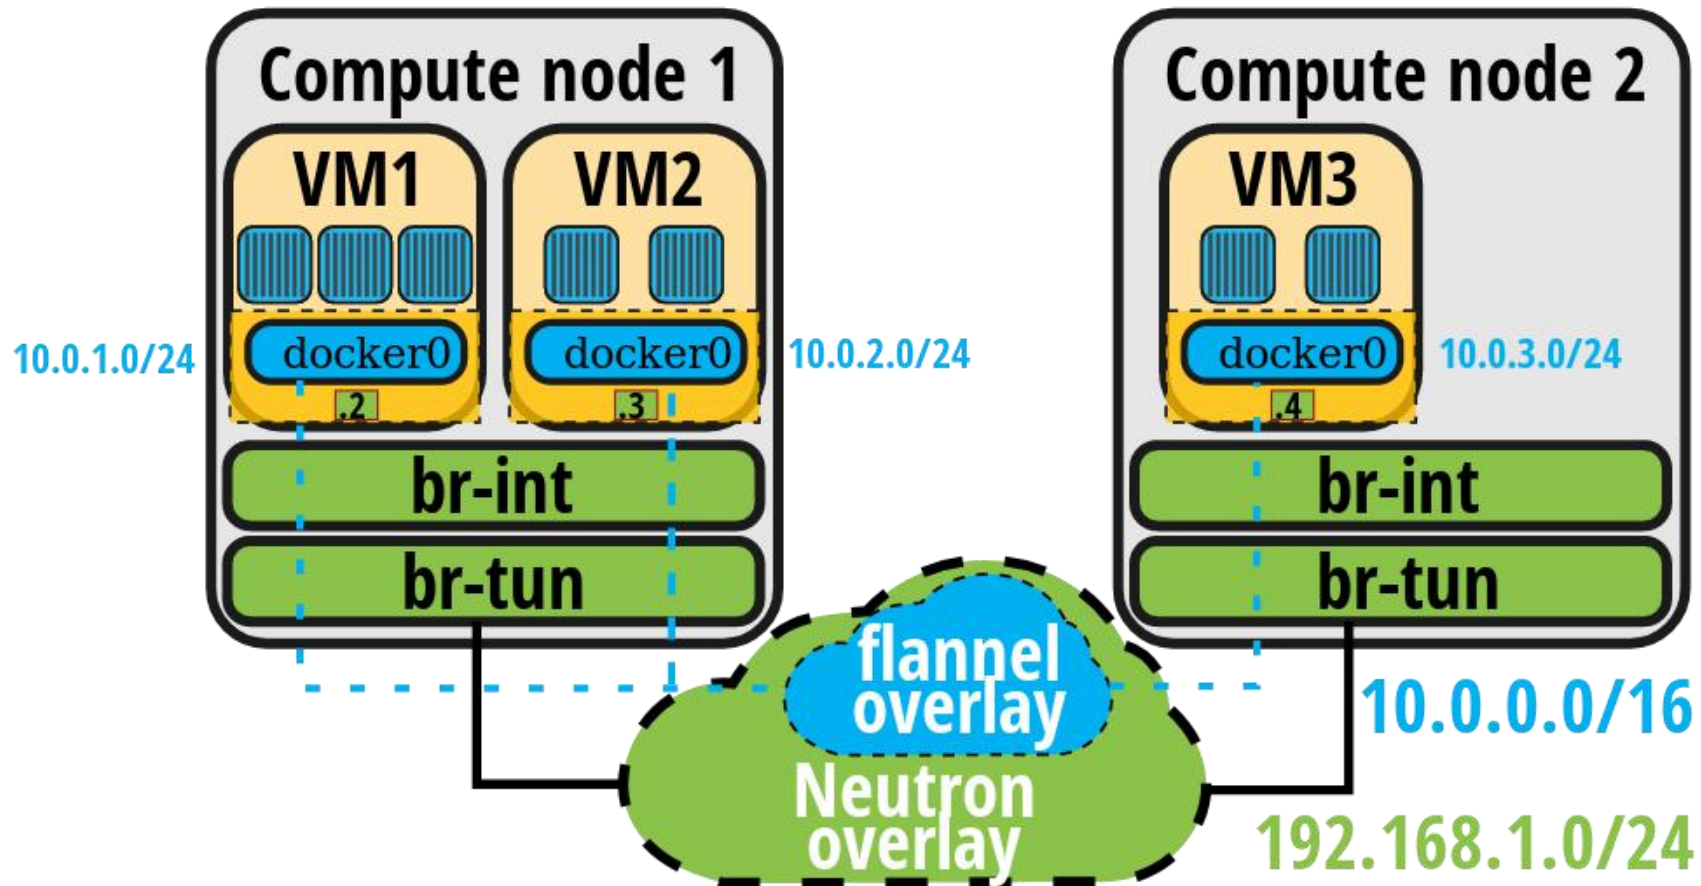 Compute node 1
VM1
VM2
10.0.1.0/24
docker0
docker0
10.0.2.0/24
.2
.3
br-int
br-tun
Compute node 2
VM3
docker0
10.0.3.0/24
.4
br-int
br-tun
flannel
overlay
10.0.0.0/16
Neutron
overlay
192.168.1.0/24